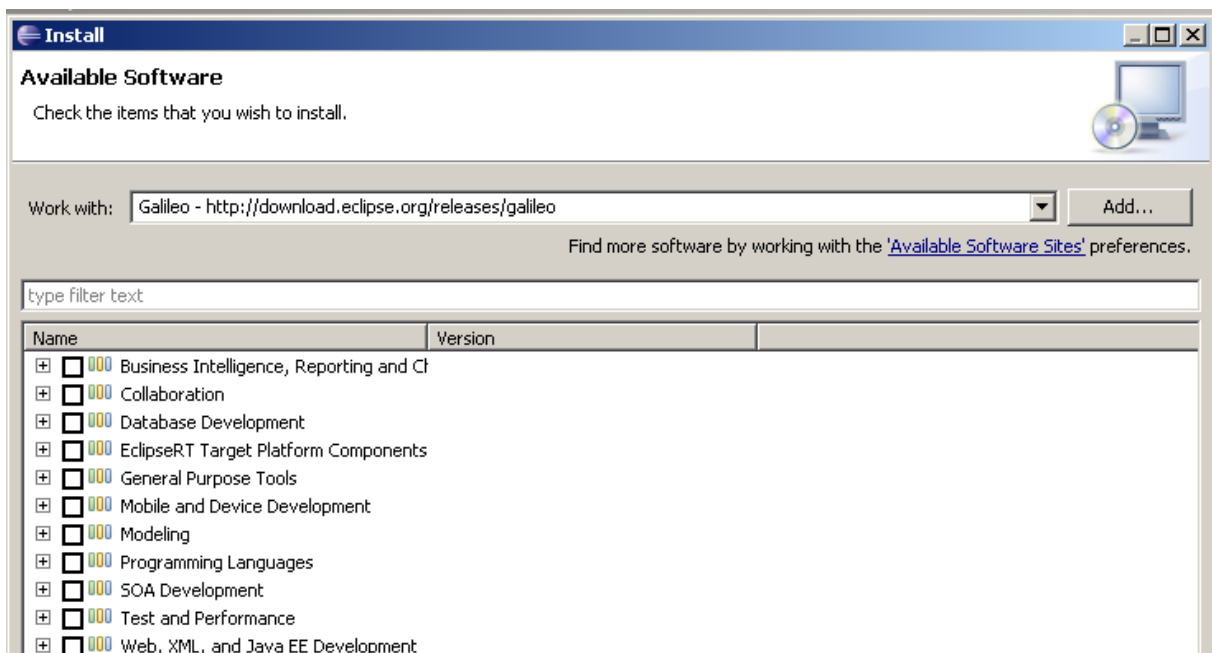 Install
Available Software
Check the items that you wish to install.
Work with: Galileo - http://download.eclipse.org/releases/galileo Add...
Find more software by working with the 'Available Software Sites' preferences.
type filter text
Name Version
Business Intelligence, Reporting and Ch
Collaboration
Database Development
EclipseRT Target Platform Components
General Purpose Tools
Mobile and Device Development
Modeling
Programming Languages
SOA Development
Test and Performance
Web, XML, and Java EE Development